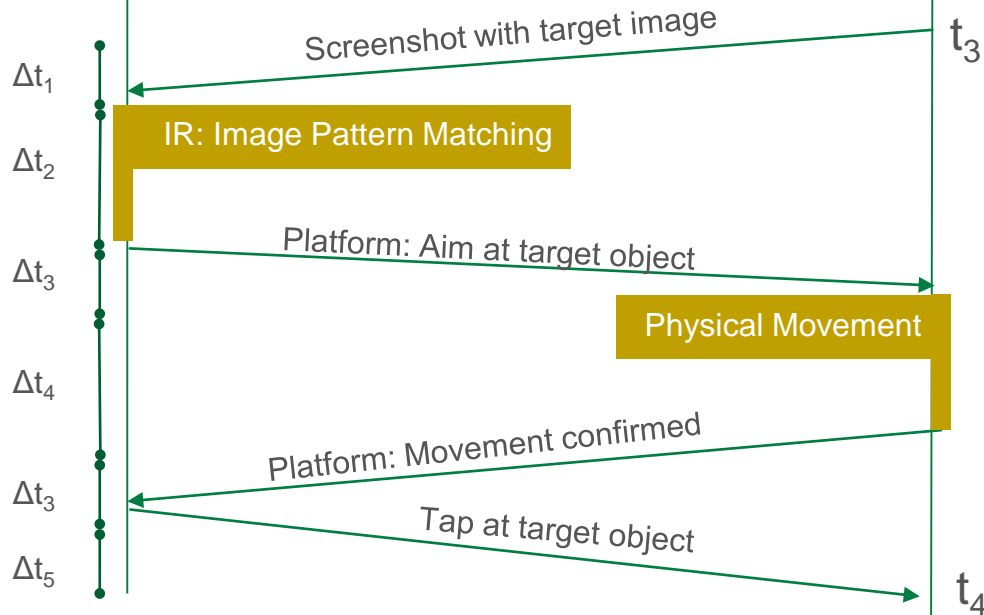 Screenshot with target image
t₃
Δt₁
IR: Image Pattern Matching
Δt₂
Platform: Aim at target object
Δt₃
Physical Movement
Δt₄
Platform: Movement confirmed
Δt₃
Tap at target object
Δt₅
t₄